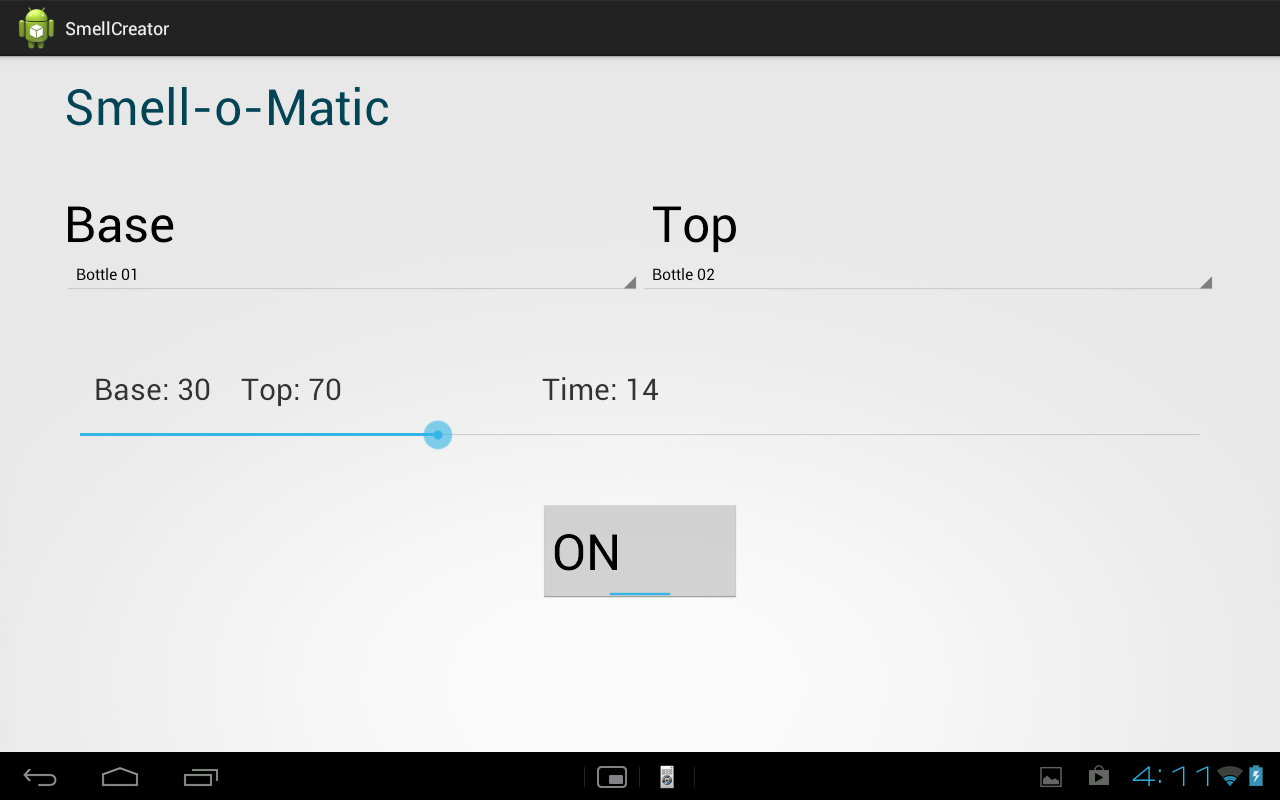 SmellCreator
Smell-o-Matic
Base Top
Bottle 01 Bottle 02
Base: 30 Top: 70 Time: 14
ON
4:11